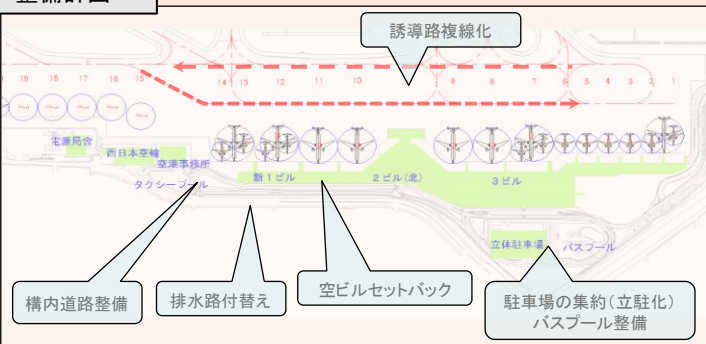 整備計画
誘導路複線化
19 18 17 16 15 14 13 12 11 10 9 8 7 6 5 4 3 2 1
電源局舎
西日本空輸
空港事務所
タクシープール
新1ビル
2ビル(北)
3ビル
立体駐車場
バスプール
構内道路整備
排水路付替え
空ビルセットバック
駐車場の集約(立駐化)
バスプール整備